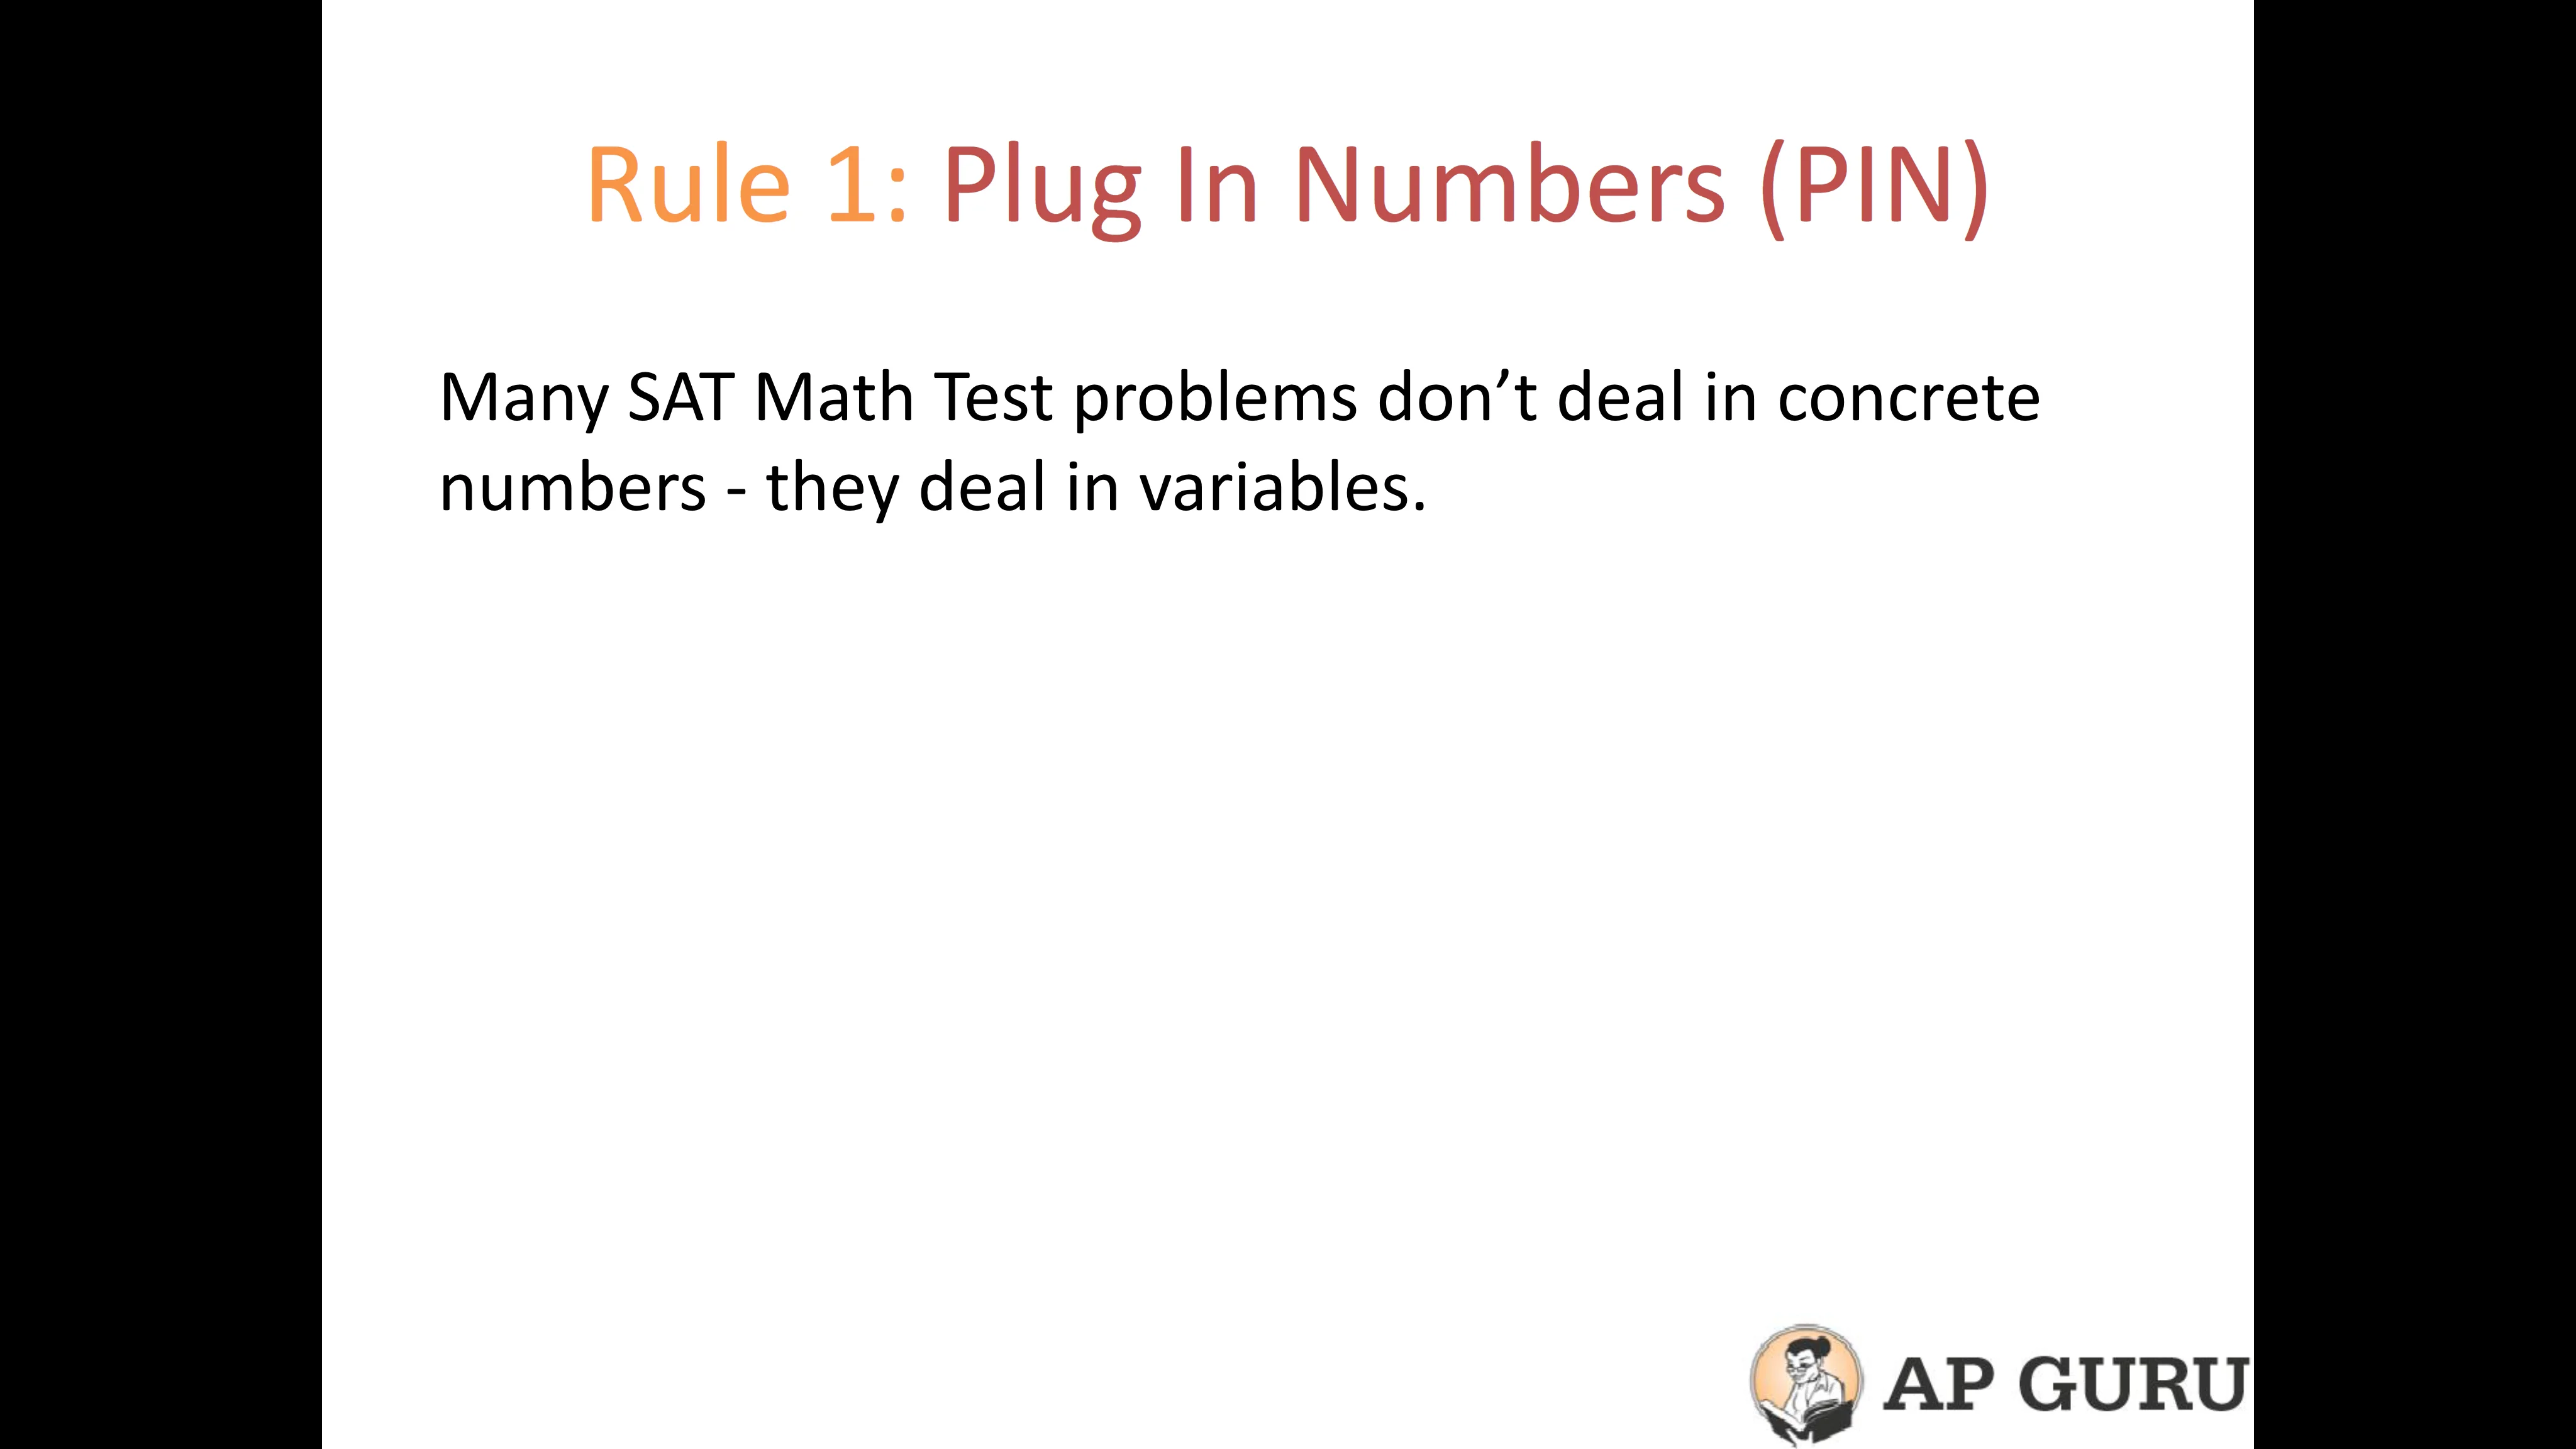 Rule 1: Plug In Numbers (PIN)
Many SAT Math Test problems don’t deal in concrete
numbers - they deal in variables.
AP GURU